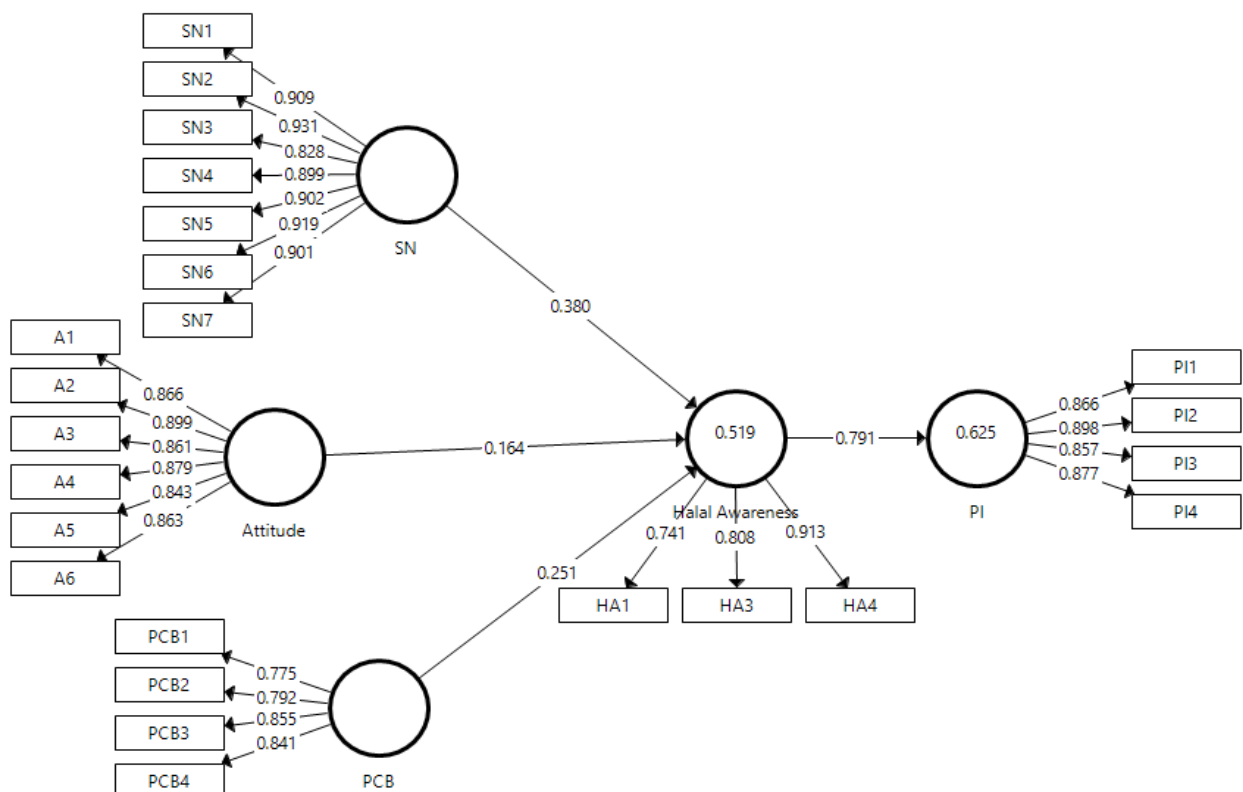 SN1
SN2
SN3
SN4
SN5
SN6
SN7
0.909
0.931
0.828
0.899
0.902
0.919
0.901
SN
0.380
A1
A2
A3
A4
A5
A6
0.866
0.899
0.861
0.879
0.843
0.863
Attitude
0.164
PCB1
PCB2
PCB3
PCB4
0.775
0.792
0.855
0.841
PCB
0.251
0.519
Halal Awareness
0.741
0.808
0.913
HA1
HA3
HA4
0.791
0.625
PI
0.866
0.898
0.857
0.877
PI1
PI2
PI3
PI4